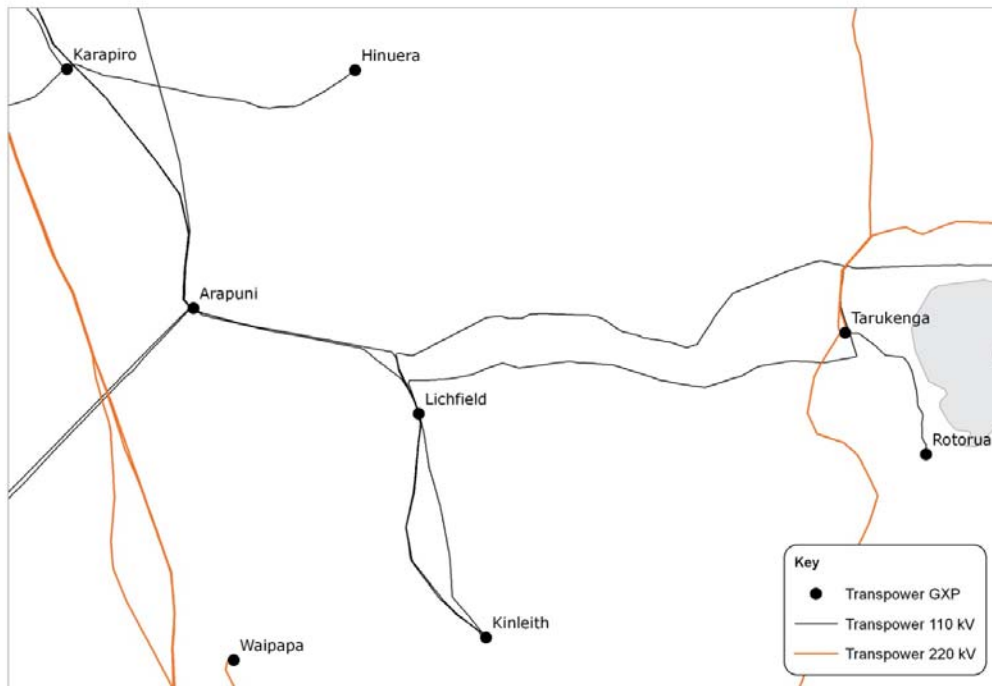 Karapiro
Hinuera
Arapuni
Tarukenga
Lichfield
Rotorua
Kinleith
Waipapa
Key
Transpower GXP
Transpower 110 kV
Transpower 220 kV